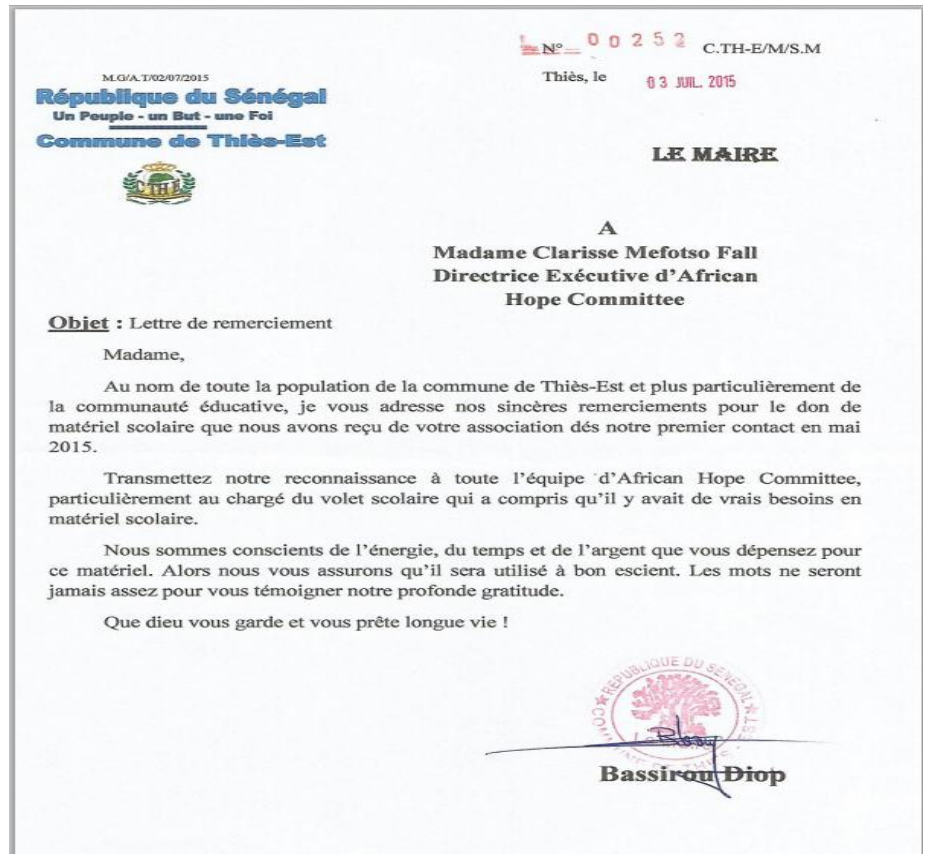 N° 00252 C.TH-E/M/S.M
Thiès, le 03 JUIL. 2015
M.G/A.T/02/07/2015
République du Sénégal
Un Peuple - un But - une Foi
Commune de Thiès-Est
CTHE
LE MAIRE
A
Madame Clarisse Mefotso Fall
Directrice Exécutive d'African
Hope Committee
Objet : Lettre de remerciement
Madame,
Au nom de toute la population de la commune de Thiès-Est et plus particulièrement de
la communauté éducative, je vous adresse nos sincères remerciements pour le don de
matériel scolaire que nous avons reçu de votre association dés notre premier contact en mai
2015.
Transmettez notre reconnaissance à toute l'équipe d'African Hope Committee,
particulièrement au chargé du volet scolaire qui a compris qu'il y avait de vrais besoins en
matériel scolaire.
Nous sommes conscients de l'énergie, du temps et de l'argent que vous dépensez pour
ce matériel. Alors nous vous assurons qu'il sera utilisé à bon escient. Les mots ne seront
jamais assez pour vous témoigner notre profonde gratitude.
Que dieu vous garde et vous prête longue vie !
REPUBLIQUE DU SENEGAL
COMMUNE DE THIES - EST
Bassirou Diop